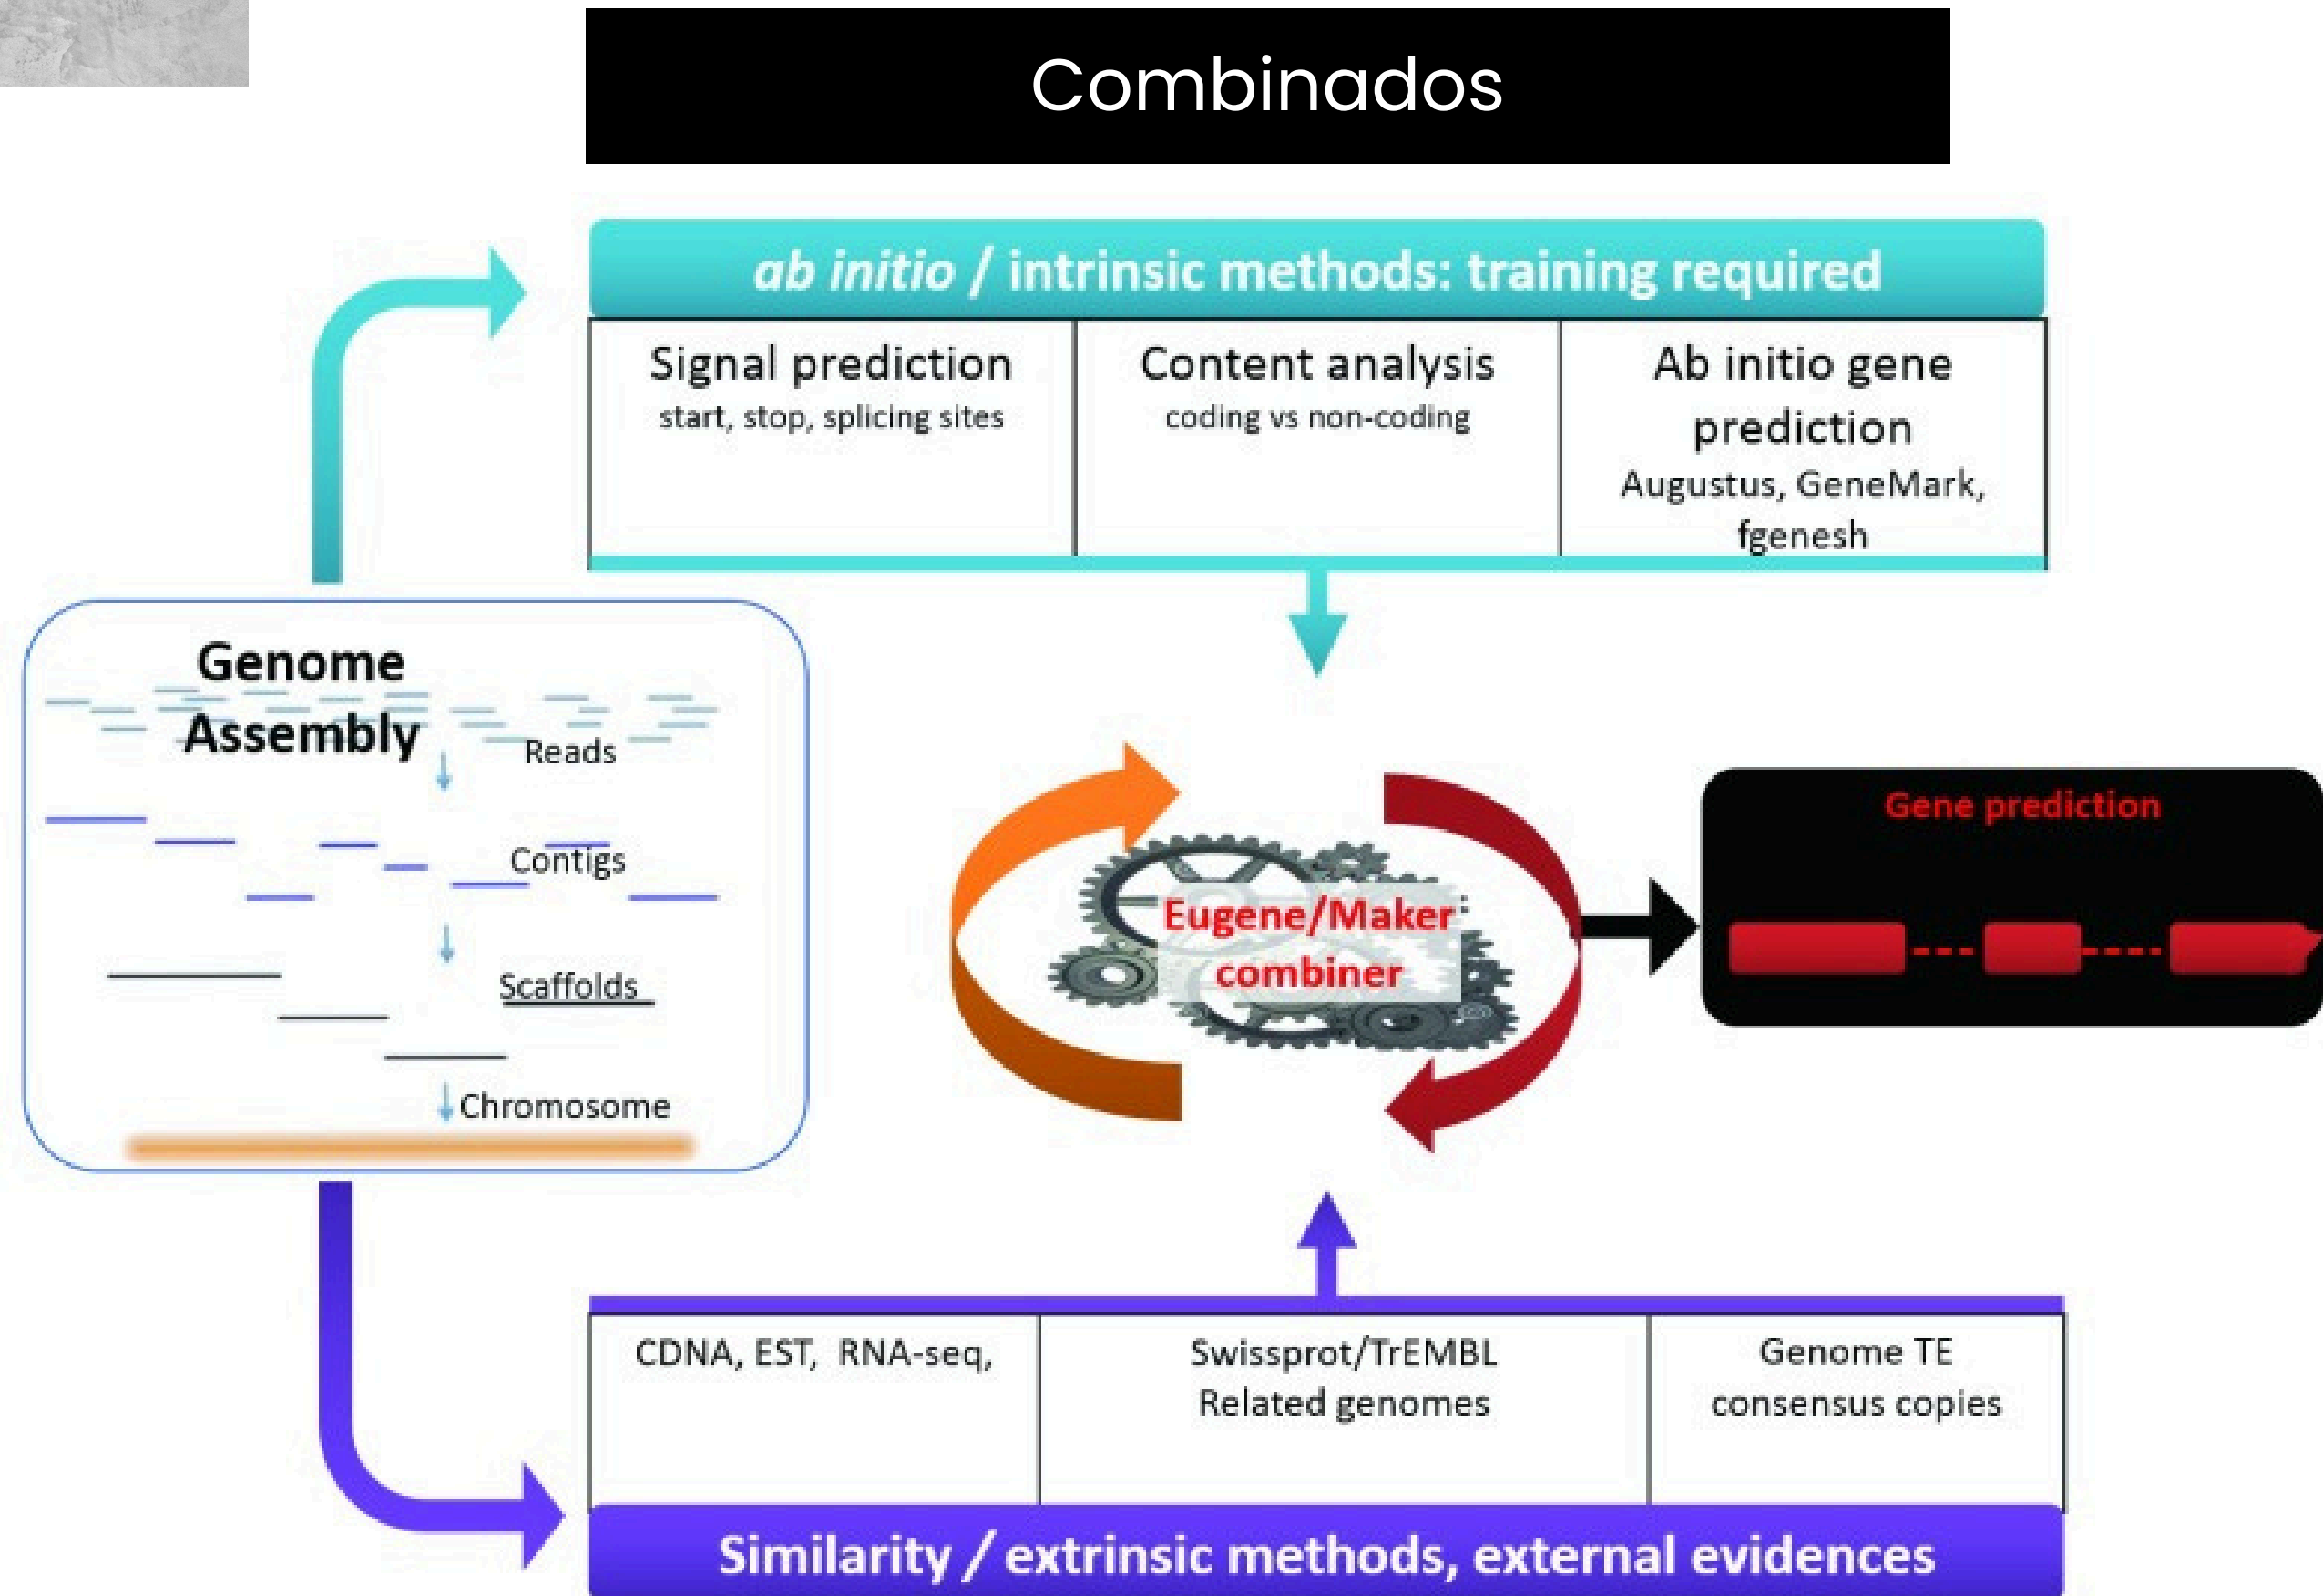 Combinados
ab initio / intrinsic methods: training required
Signal prediction
start, stop, splicing sites
Content analysis
coding vs non-coding
Ab initio gene
prediction
Augustus, GeneMark,
fgenesh
Genome
Assembly
Reads
Contigs
Scaffolds
Chromosome
Eugene/Maker:
combiner
Gene prediction
CDNA, EST, RNA-seq,
Swissprot/TrEMBL
Related genomes
Genome TE
consensus copies
Similarity / extrinsic methods, external evidences